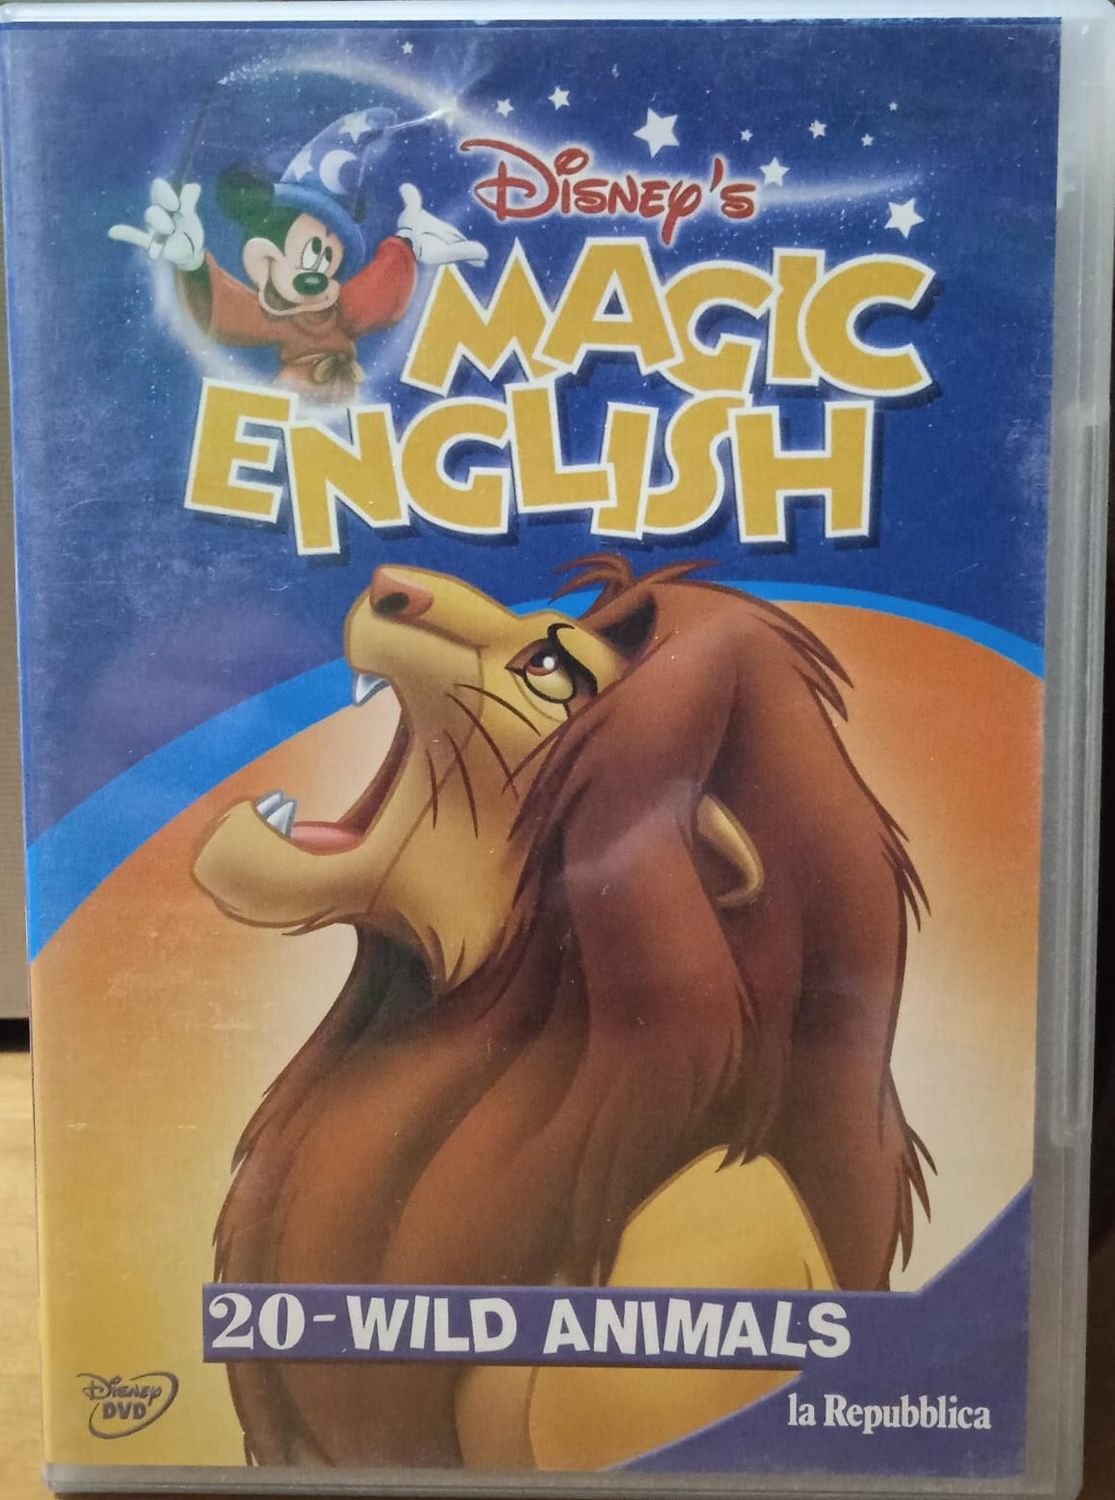 Disney's
MAGIC
ENGLISH
20-WILD ANIMALS
Disney
DVD
la Repubblica